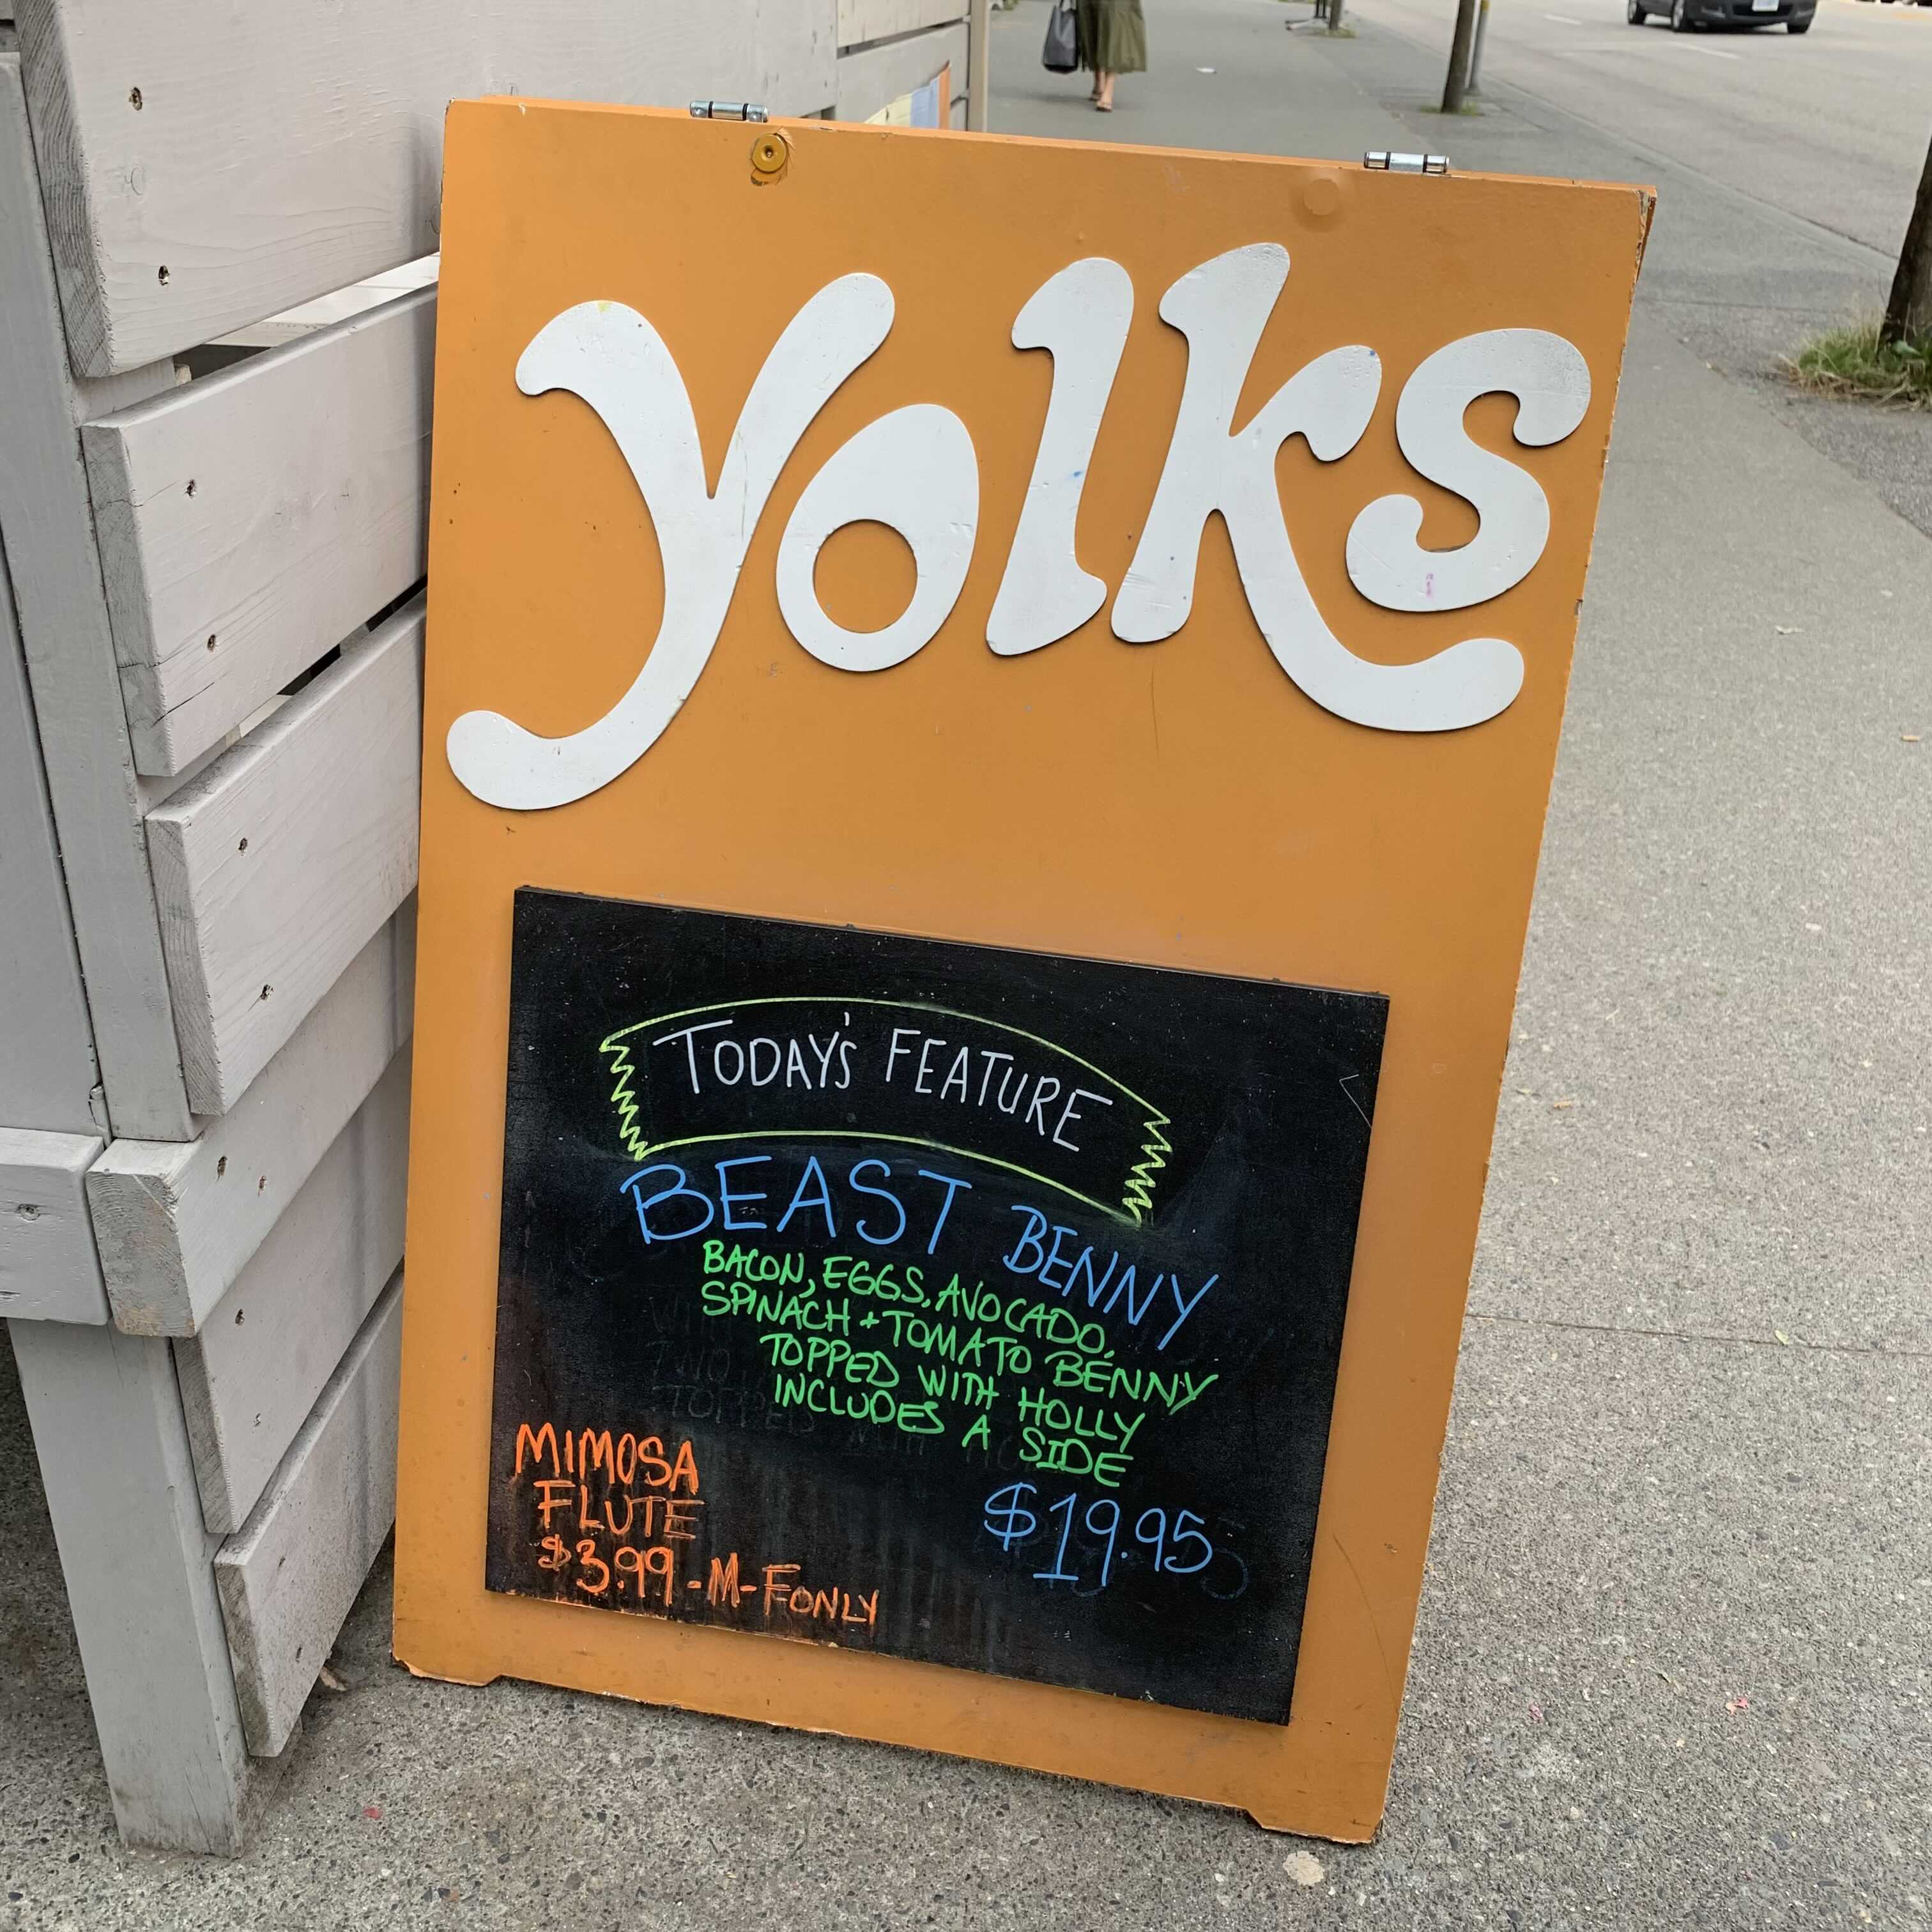 yolks
TODAY'S FEATURE
BEAST BENNY
BACON, EGGS, AVOCADO,
SPINACH + TOMATO BENNY
TOPPED WITH HOLLY
INCLUDES A SIDE
$19.95
MIMOSA
FLUTE
$3.99 - M-F ONLY